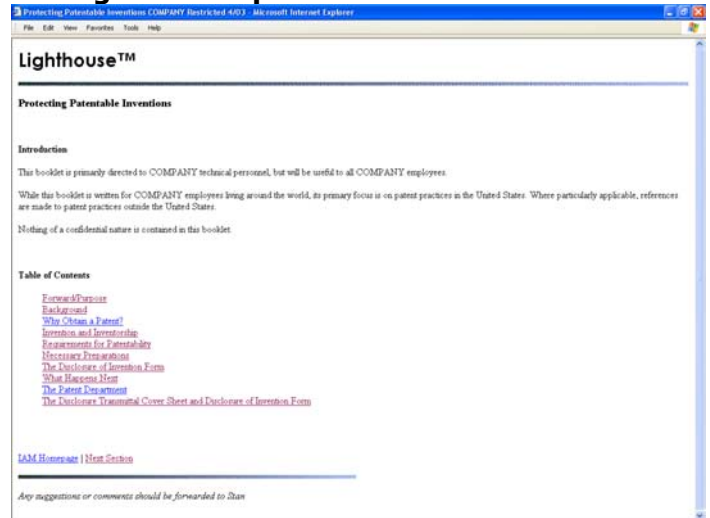 Protecting Patentable Inventions COMPANY Restricted 4/03 - Microsoft Internet Explorer
File Edit View Favorites Tools Help
Lighthouse™
Protecting Patentable Inventions
Introduction
This booklet is primarily directed to COMPANY technical personnel, but will be useful to all COMPANY employees.
While this booklet is written for COMPANY employees living around the world, its primary focus is on patent practices in the United States. Where particularly applicable, references
are made to patent practices outside the United States.
Nothing of a confidential nature is contained in this booklet.
Table of Contents
Forward/Purpose
Background
Why Obtain a Patent?
Invention and Inventorship
Requirements for Patentability
Necessary Preparations
The Disclosure of Invention Form
What Happens Next
The Patent Department
The Disclosure Transmittal Cover Sheet and Disclosure of Invention Form
IAM Homepage | Next Section
Any suggestions or comments should be forwarded to Stan